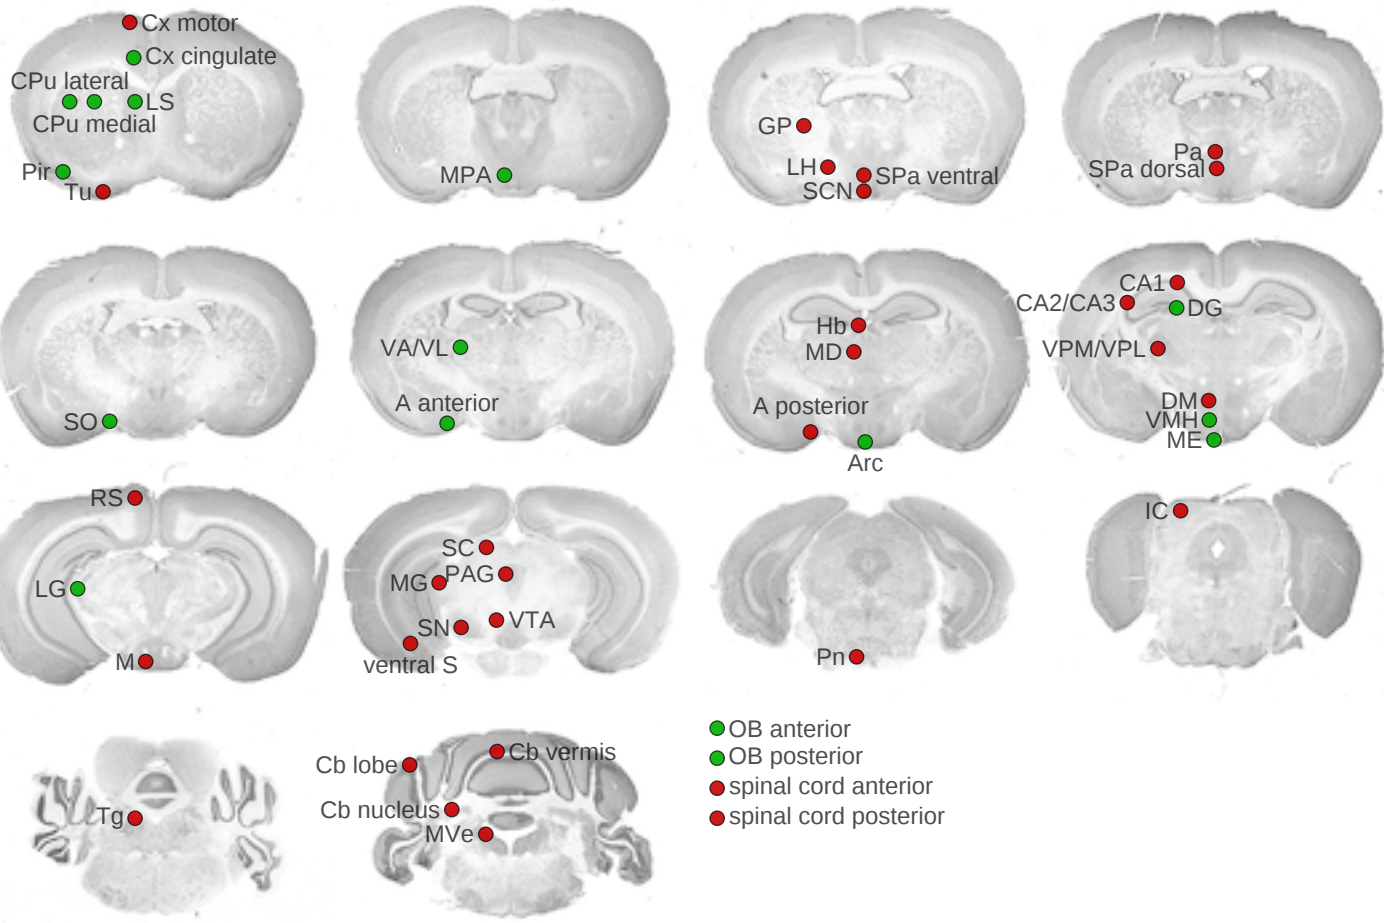 Cx motor
Cx cingulate
CPu lateral
LS
CPu medial
Pir
Tu
MPA
GP
LH
SPa ventral
SCN
Pa
SPa dorsal
SO
VA/VL
A anterior
Hb
MD
A posterior
Arc
CA1
CA2/CA3
DG
VPM/VPL
DM
VMH
ME
RS
LG
M
SC
MG
PAG
SN
VTA
ventral S
Pn
IC
Tg
Cb lobe
Cb vermis
Cb nucleus
MVe
OB anterior
OB posterior
spinal cord anterior
spinal cord posterior